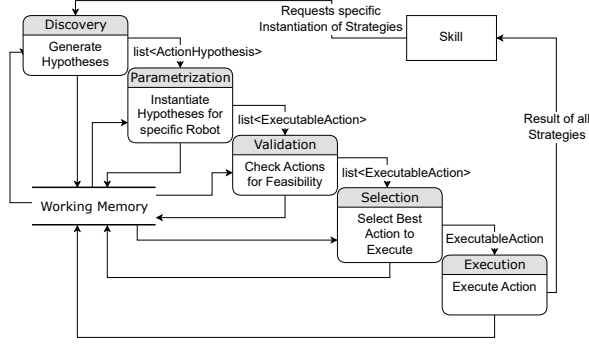 Requests specific
Instantiation of Strategies
Discovery
Generate
Hypotheses
Skill
list<ActionHypothesis>
Parametrization
Instantiate
Hypotheses for
specific Robot
list<ExecutableAction>
Result of all
Strategies
Validation
Check Actions
for Feasibility
list<ExecutableAction>
Working Memory
Selection
Select Best
Action to
Execute
ExecutableAction
Execution
Execute Action